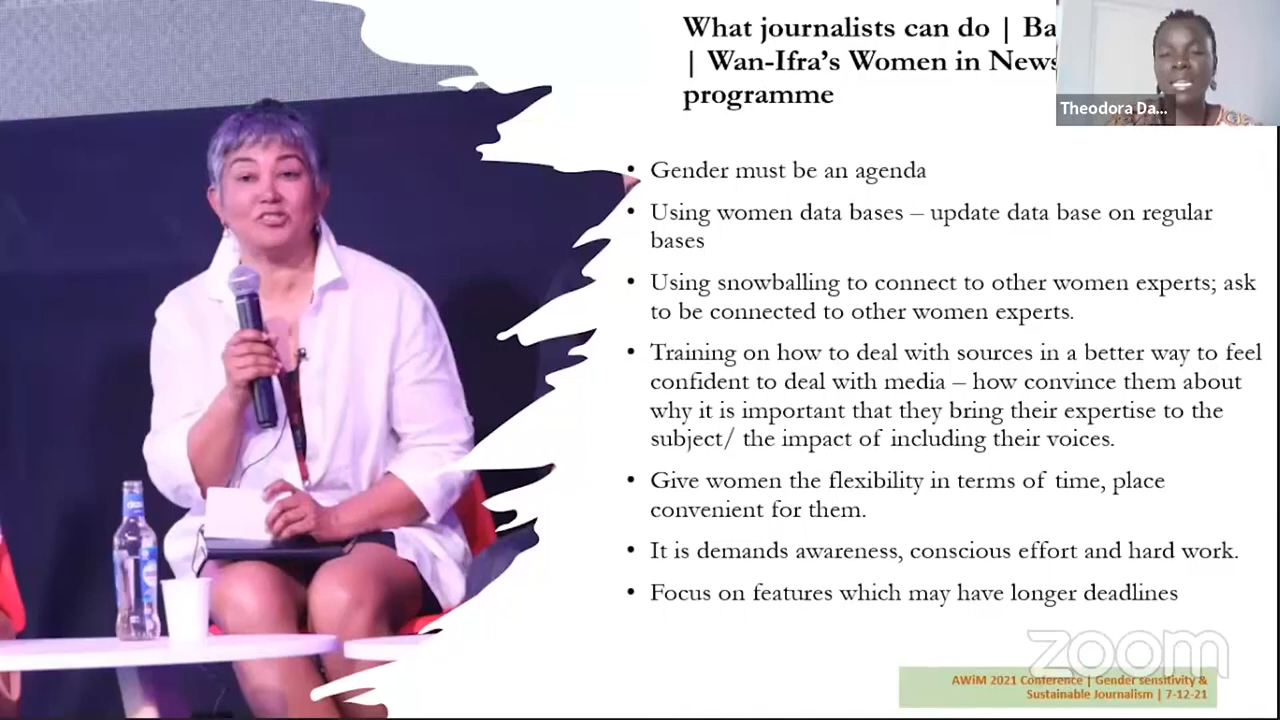 What journalists can do | Ba
| Wan-Ifra's Women in News
programme
Theodora Da...
• Gender must be an agenda
• Using women data bases – update data base on regular
bases
• Using snowballing to connect to other women experts; ask
to be connected to other women experts.
• Training on how to deal with sources in a better way to feel
confident to deal with media – how convince them about
why it is important that they bring their expertise to the
subject/ the impact of including their voices.
• Give women the flexibility in terms of time, place
convenient for them.
• It is demands awareness, conscious effort and hard work.
• Focus on features which may have longer deadlines
zoom
AWiM 2021 Conference | Gender sensitivity &
Sustainable Journalism | 7-12-21